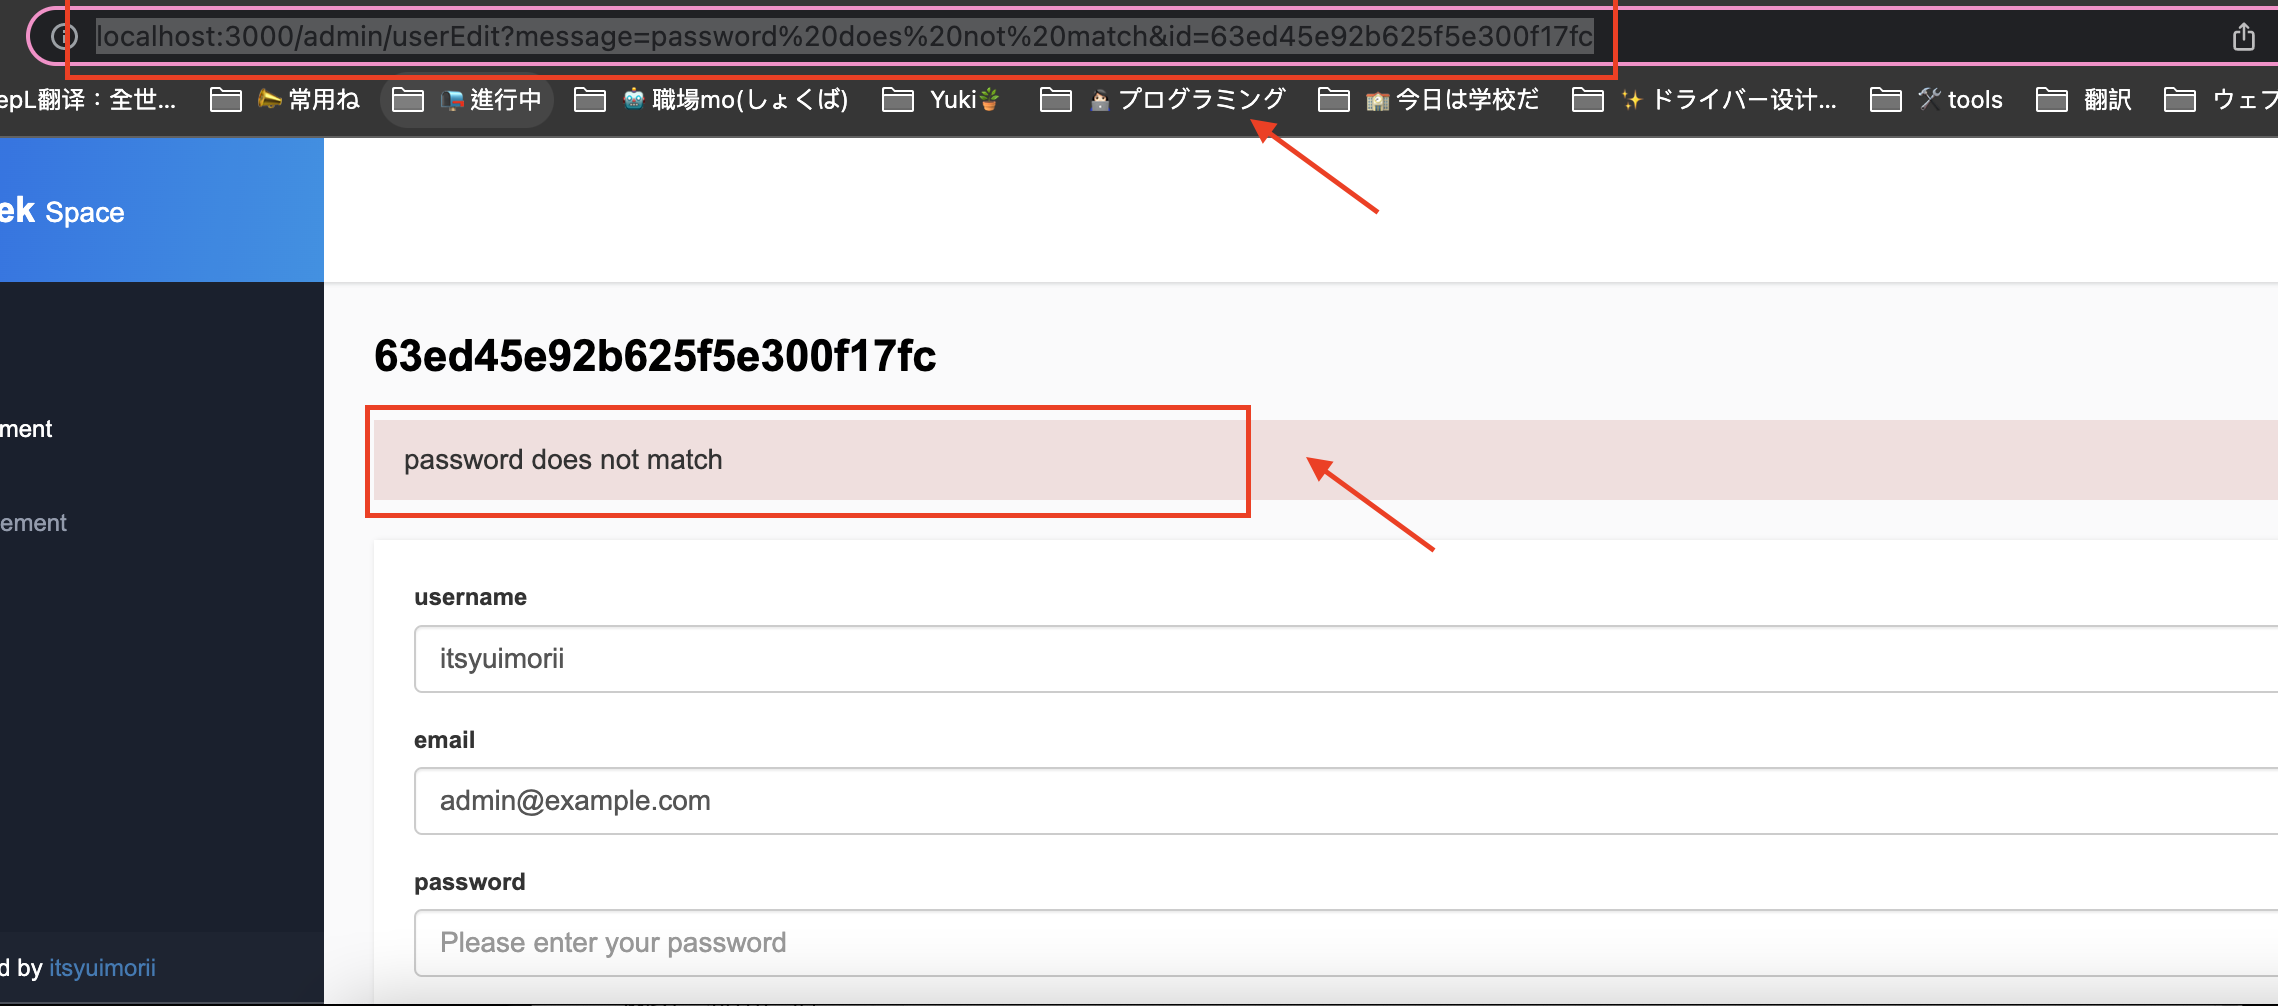 localhost:3000/admin/userEdit?message=password%20does%20not%20match&id=63ed45e92b625f5e300f17fc
epL翻译：全世... 常用ね 進行中 職場mo(しょくば) Yuki プログラミング 今日は学校だ ドライバー设计... tools 翻訳 ウェブ
ek Space
63ed45e92b625f5e300f17fc
ment
password does not match
ement
username
itsyuimorii
email
admin@example.com
password
Please enter your password
d by itsyuimorii